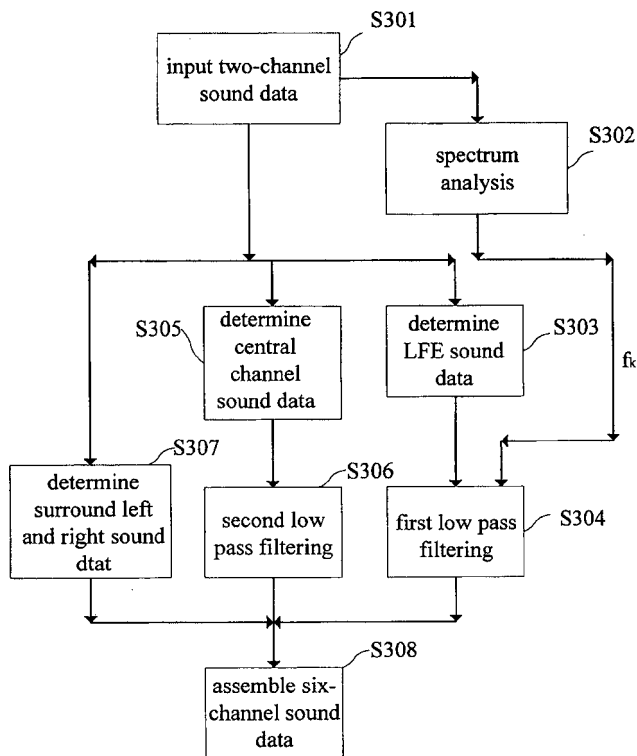 S301
input two-channel
sound data
S302
spectrum
analysis
S305
determine
central
channel
sound data
determine
LFE sound
data
S303
fk
S307
determine
surround left
and right sound
dtat
S306
second low
pass filtering
first low pass
filtering
S304
S308
assemble six-
channel sound
data